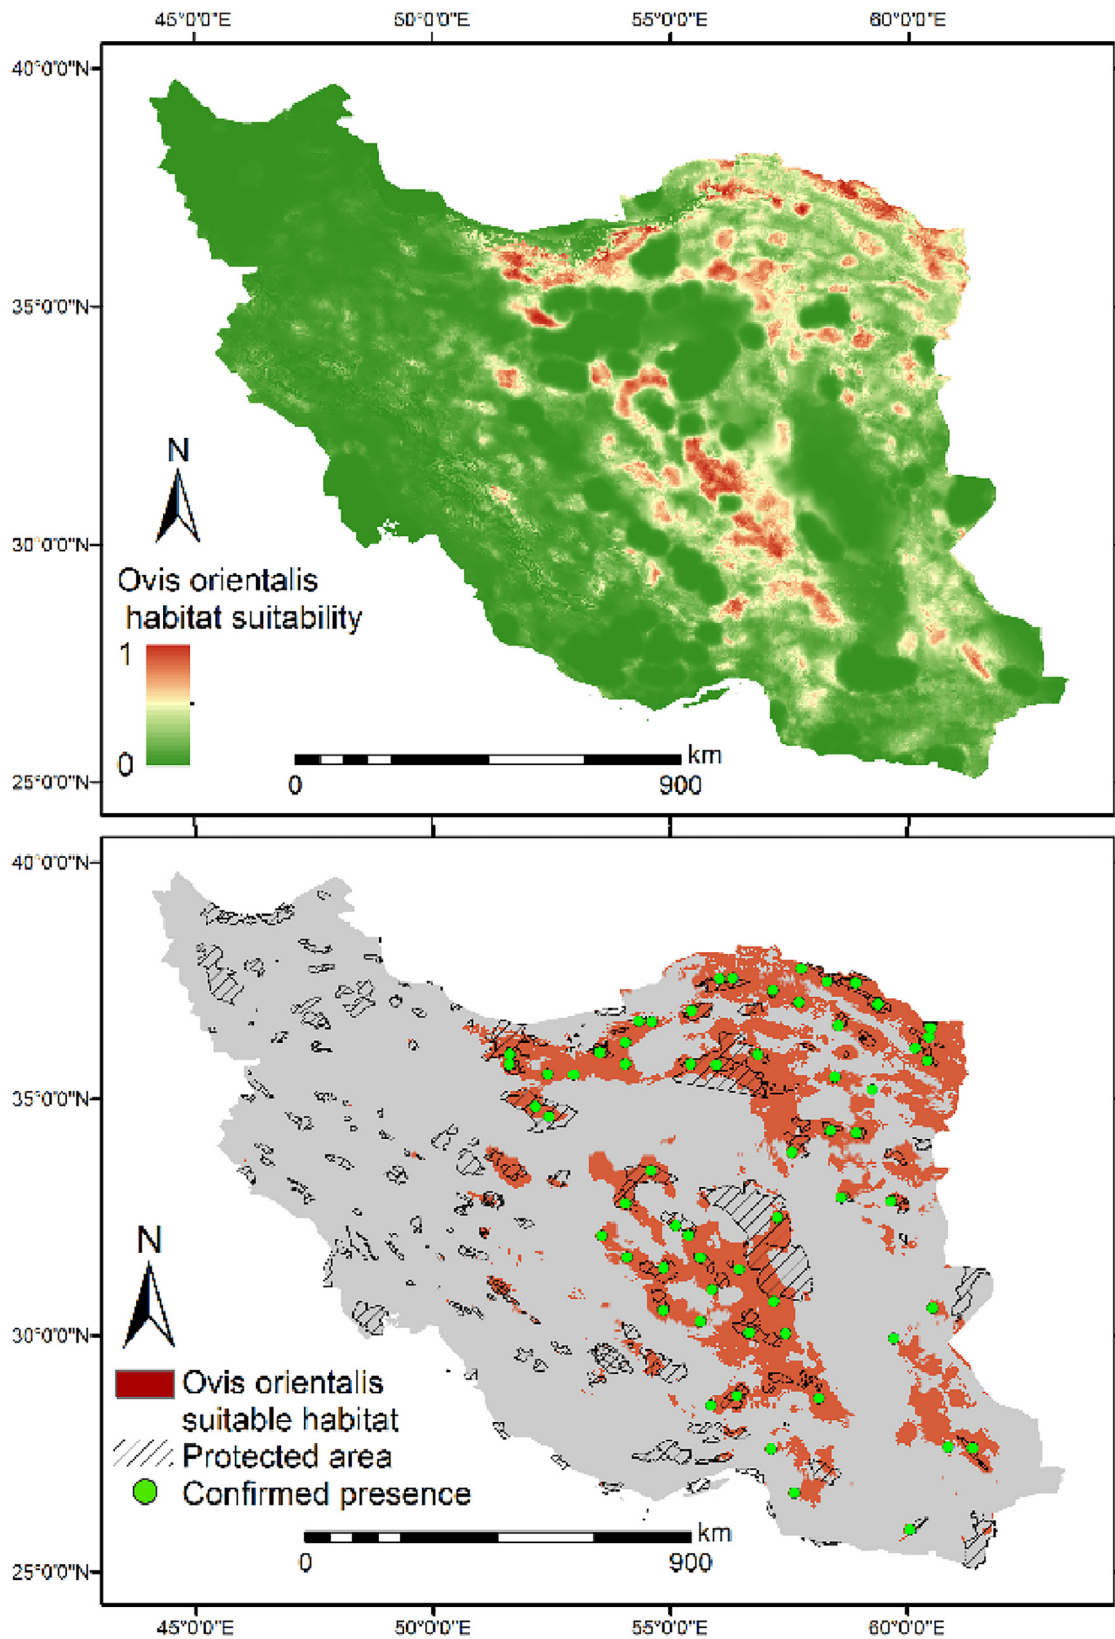 45°0'0"E 50°0'0"E 55°0'0"E 60°0'0"E
40°0'0"N
35°0'0"N
N
30°0'0"N
Ovis orientalis
habitat suitability
1
0
km
0 900
25°0'0"N
40°0'0"N
35°0'0"N
N
30°0'0"N
Ovis orientalis
suitable habitat
Protected area
Confirmed presence
km
0 900
25°0'0"N
45°0'0"E 50°0'0"E 55°0'0"E 60°0'0"E